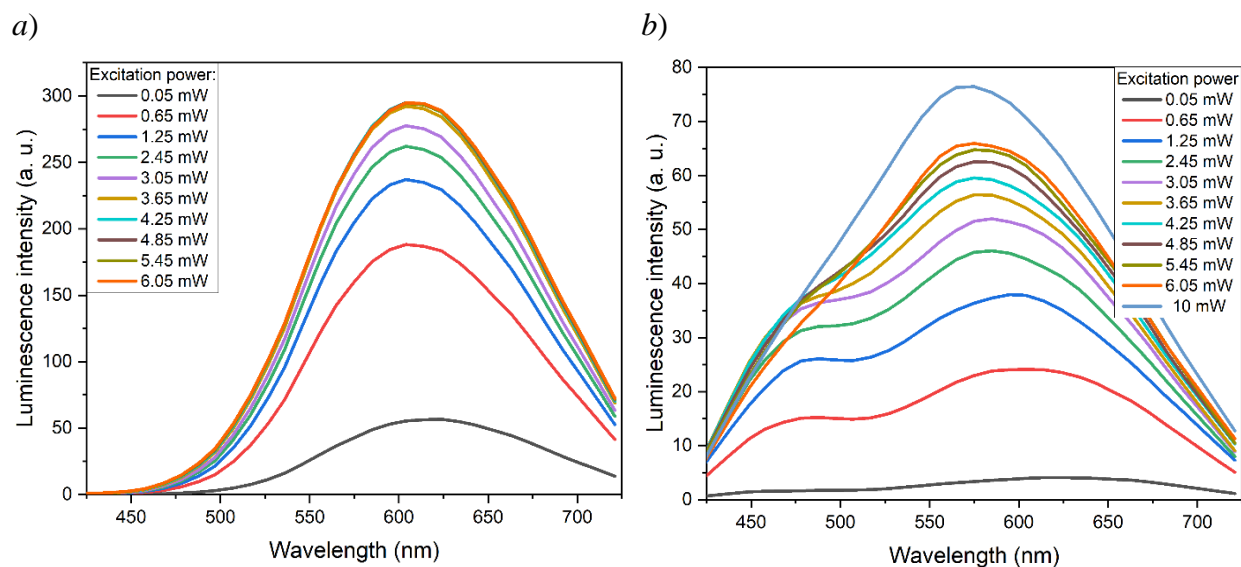 a)
Luminescence intensity (a. u.)
300
250
200
150
100
50
0
Excitation power:
0.05 mW
0.65 mW
1.25 mW
2.45 mW
3.05 mW
3.65 mW
4.25 mW
4.85 mW
5.45 mW
6.05 mW
450 500 550 600 650 700
Wavelength (nm)
b)
Luminescence intensity (a. u.)
80
70
60
50
40
30
20
10
0
Excitation power:
0.05 mW
0.65 mW
1.25 mW
2.45 mW
3.05 mW
3.65 mW
4.25 mW
4.85 mW
5.45 mW
6.05 mW
10 mW
450 500 550 600 650 700
Wavelength (nm)